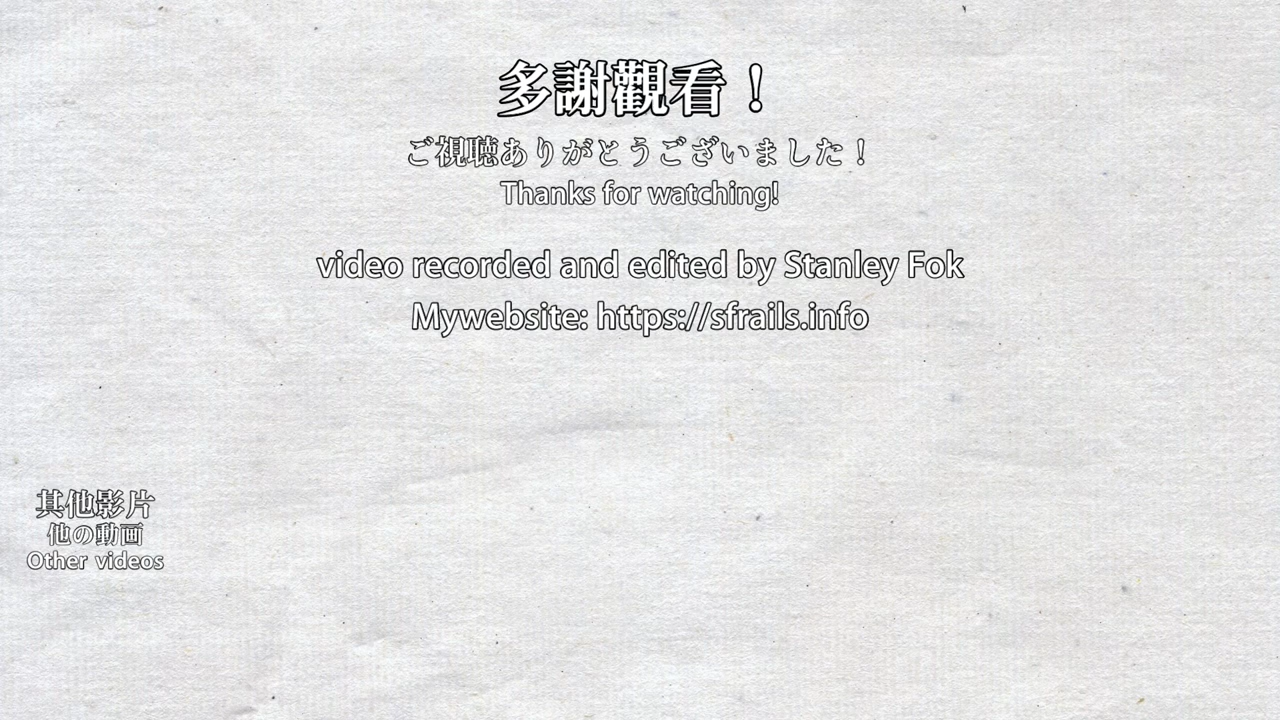 多謝觀看！
ご視聴ありがとうございました！
Thanks for watching!
video recorded and edited by Stanley Fok
Mywebsite: https://sfrails.info
其他影片
他の動画
Other videos